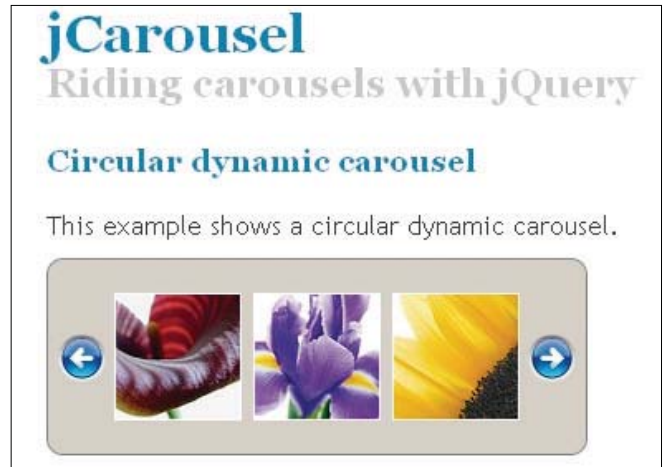 jCarousel
Riding carousels with jQuery
Circular dynamic carousel
This example shows a circular dynamic carousel.